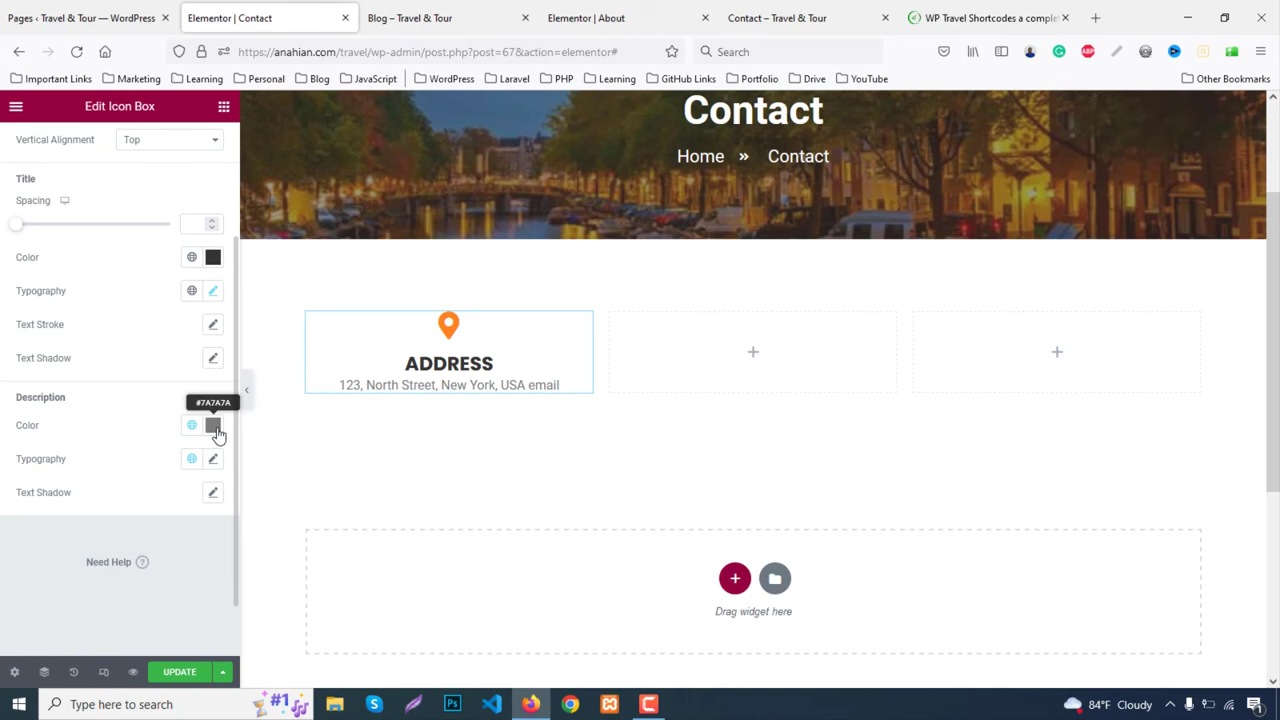 Pages ‹ Travel & Tour — WordPress
Elementor | Contact
Blog – Travel & Tour
Elementor | About
Contact – Travel & Tour
WP Travel Shortcodes a comple
https://anahian.com/travel/wp-admin/post.php?post=67&action=elementor#
Search
Important Links
Marketing
Learning
Personal
Blog
JavaScript
WordPress
Laravel
PHP
Learning
GitHub Links
Portfolio
Drive
YouTube
Other Bookmarks
Edit Icon Box
Vertical Alignment
Top
Title
Spacing
Color
Typography
Text Stroke
Text Shadow
Description
#7A7A7A
Color
Typography
Text Shadow
Need Help ?
UPDATE
Contact
Home » Contact
ADDRESS
123, North Street, New York, USA email
Drag widget here
Type here to search
#1
84°F Cloudy